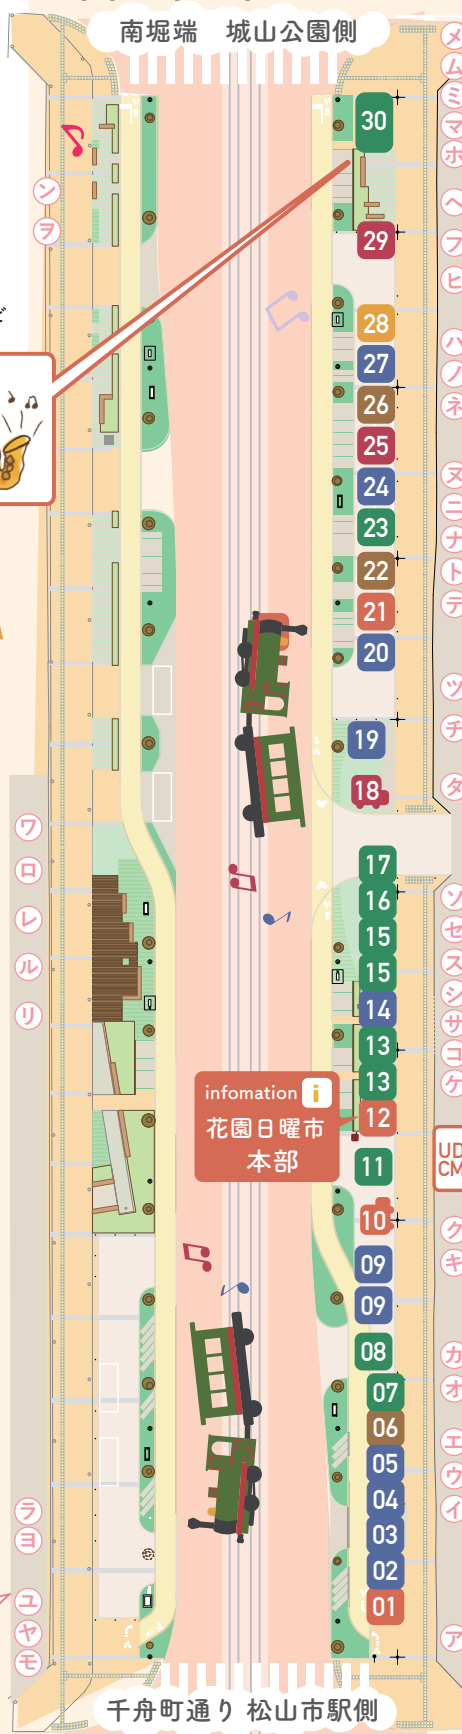 南堀端　城山公園側
メ
ム
ミ
マ
ホ
ヘ
フ
ヒ
ハ
ノ
ネ
ヌ
ニ
ナ
ト
テ
ツ
チ
タ
ソ
セ
ス
シ
サ
コ
ケ
UD
CM
ク
キ
カ
オ
エ
ウ
イ
ア
30
29
28
27
26
25
24
23
22
21
20
19
18
17
16
15
15
14
13
13
12
11
10
09
09
08
07
06
05
04
03
02
01
ン
ヲ
ワ
ロ
レ
ル
リ
ラ
ヨ
ユ
ヤ
モ
infomation i
花園日曜市
本部
千舟町通り 松山市駅側